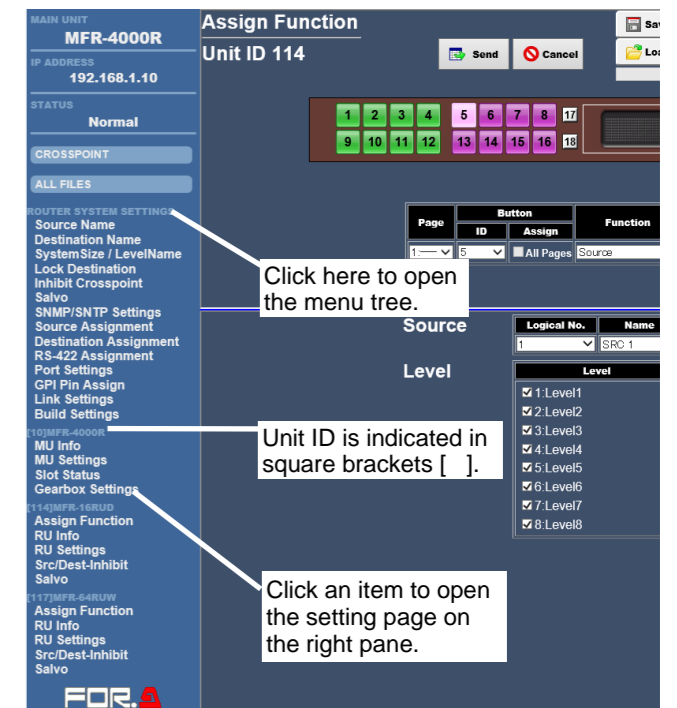 MAIN UNIT
MFR-4000R
IP ADDRESS
192.168.1.10
STATUS
Normal
CROSSPOINT
ALL FILES
ROUTER SYSTEM SETTINGS
Source Name
Destination Name
SystemSize / LevelName
Lock Destination
Inhibit Crosspoint
Salvo
SNMP/SNTP Settings
Source Assignment
Destination Assignment
RS-422 Assignment
Port Settings
GPI Pin Assign
Link Settings
Build Settings
[10]MFR-4000R
MU Info
MU Settings
Slot Status
Gearbox Settings
[114]MFR-16RUD
Assign Function
RU Info
RU Settings
Src/Dest-Inhibit
Salvo
[117]MFR-64RUW
Assign Function
RU Info
RU Settings
Src/Dest-Inhibit
Salvo
FOR.A
Assign Function
Unit ID 114
Send Cancel
Sav
Loa
1 2 3 4 5 6 7 8 17
9 10 11 12 13 14 15 16 18
Page Button Function
ID Assign
1:── 5 All Pages Source
Click here to open
the menu tree.
Source Logical No. Name
1 SRC 1
Level Level
1:Level1
2:Level2
3:Level3
4:Level4
5:Level5
6:Level6
7:Level7
8:Level8
Unit ID is indicated in
square brackets [ ].
Click an item to open
the setting page on
the right pane.